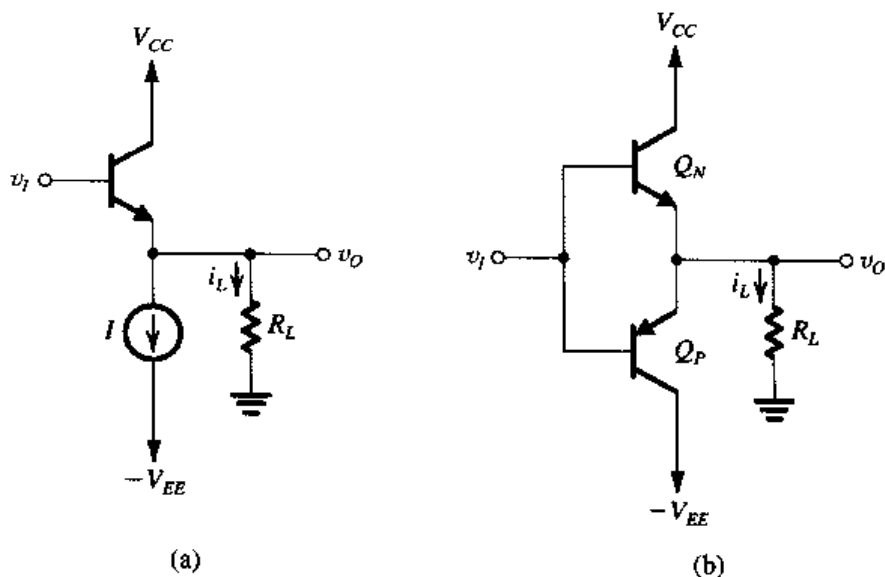 V_CC
v_I
v_O
i_L
I
R_L
−V_EE
(a)
V_CC
Q_N
v_I
v_O
i_L
R_L
Q_P
−V_EE
(b)